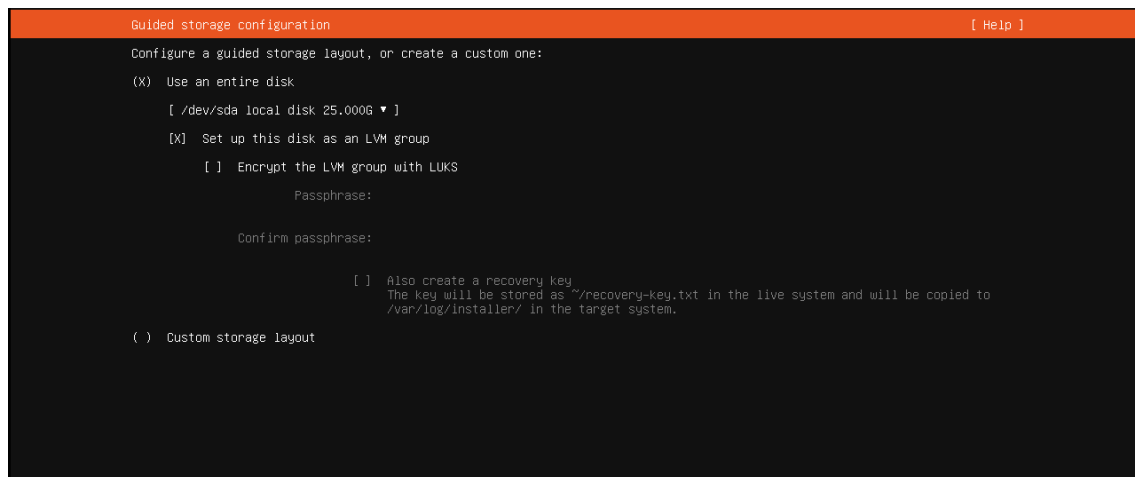 Guided storage configuration [ Help ]
Configure a guided storage layout, or create a custom one:
(X) Use an entire disk
[ /dev/sda local disk 25.000G ▾ ]
[X] Set up this disk as an LVM group
[ ] Encrypt the LVM group with LUKS
Passphrase:
Confirm passphrase:
[ ] Also create a recovery key
The key will be stored as ~/recovery-key.txt in the live system and will be copied to
/var/log/installer/ in the target system.
( ) Custom storage layout